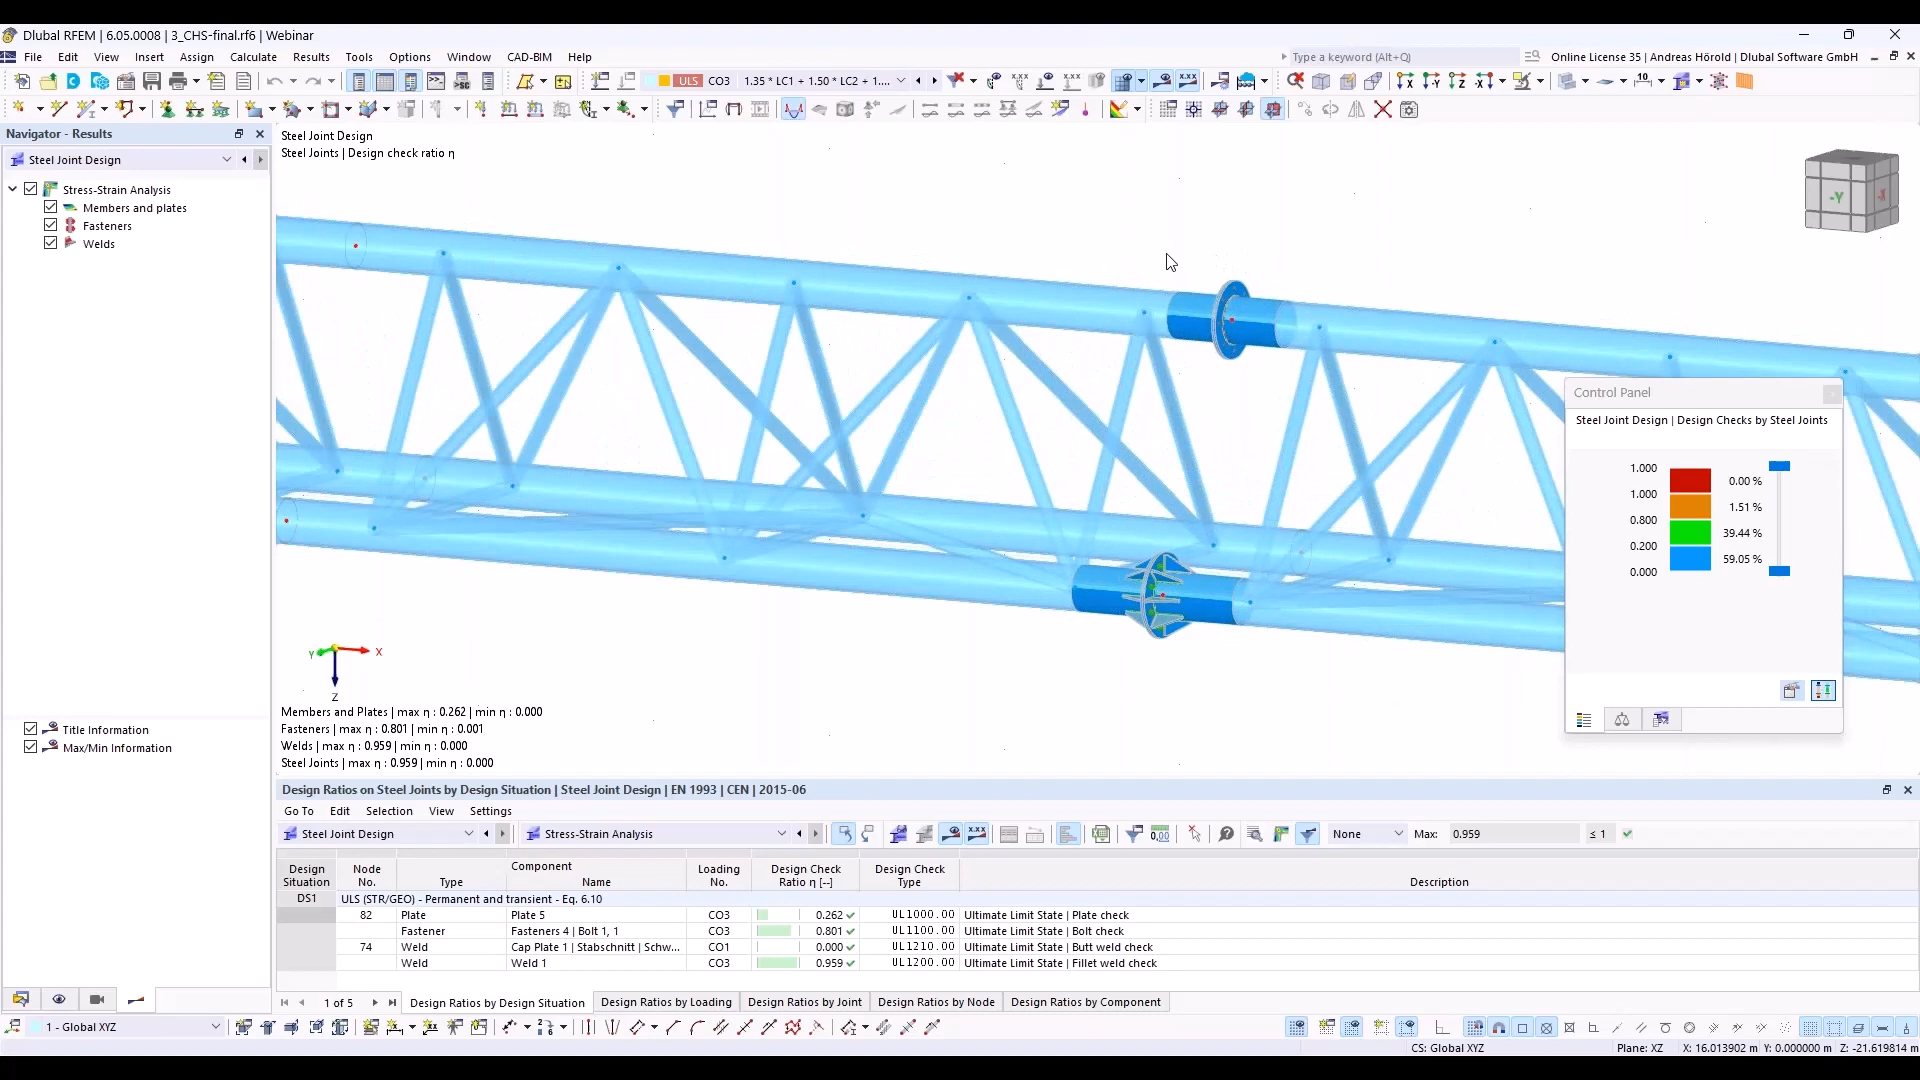 Dlubal RFEM | 6.05.0008 | 3_CHS-final.rf6 | Webinar
File Edit View Insert Assign Calculate Results Tools Options Window CAD-BIM Help
Type a keyword (Alt+Q)
Online License 35 | Andreas Hörold | Dlubal Software GmbH
ULS CO3 1.35 * LC1 + 1.50 * LC2 + 1....
Navigator - Results
Steel Joint Design
Stress-Strain Analysis
Members and plates
Fasteners
Welds
Title Information
Max/Min Information
Steel Joint Design
Steel Joints | Design check ratio η
-Y
-X
Control Panel
Steel Joint Design | Design Checks by Steel Joints
1.000
0.00 %
1.000
1.51 %
0.800
39.44 %
0.200
59.05 %
0.000
Y
X
Z
Members and Plates | max η : 0.262 | min η : 0.000
Fasteners | max η : 0.801 | min η : 0.001
Welds | max η : 0.959 | min η : 0.000
Steel Joints | max η : 0.959 | min η : 0.000
Design Ratios on Steel Joints by Design Situation | Steel Joint Design | EN 1993 | CEN | 2015-06
Go To Edit Selection View Settings
Steel Joint Design Stress-Strain Analysis None Max: 0.959 ≤ 1
Design Situation Node No. Component Type Name Loading No. Design Check Ratio η [--] Design Check Type Description
DS1 ULS (STR/GEO) - Permanent and transient - Eq. 6.10
82 Plate Plate 5 CO3 0.262 UL1000.00 Ultimate Limit State | Plate check
Fastener Fasteners 4 | Bolt 1, 1 CO3 0.801 UL1100.00 Ultimate Limit State | Bolt check
74 Weld Cap Plate 1 | Stabschnitt | Schw... CO1 0.000 UL1210.00 Ultimate Limit State | Butt weld check
Weld Weld 1 CO3 0.959 UL1200.00 Ultimate Limit State | Fillet weld check
1 of 5 Design Ratios by Design Situation Design Ratios by Loading Design Ratios by Joint Design Ratios by Node Design Ratios by Component
1 - Global XYZ
CS: Global XYZ Plane: XZ X: 16.013902 m Y: 0.000000 m Z: -21.619814 m